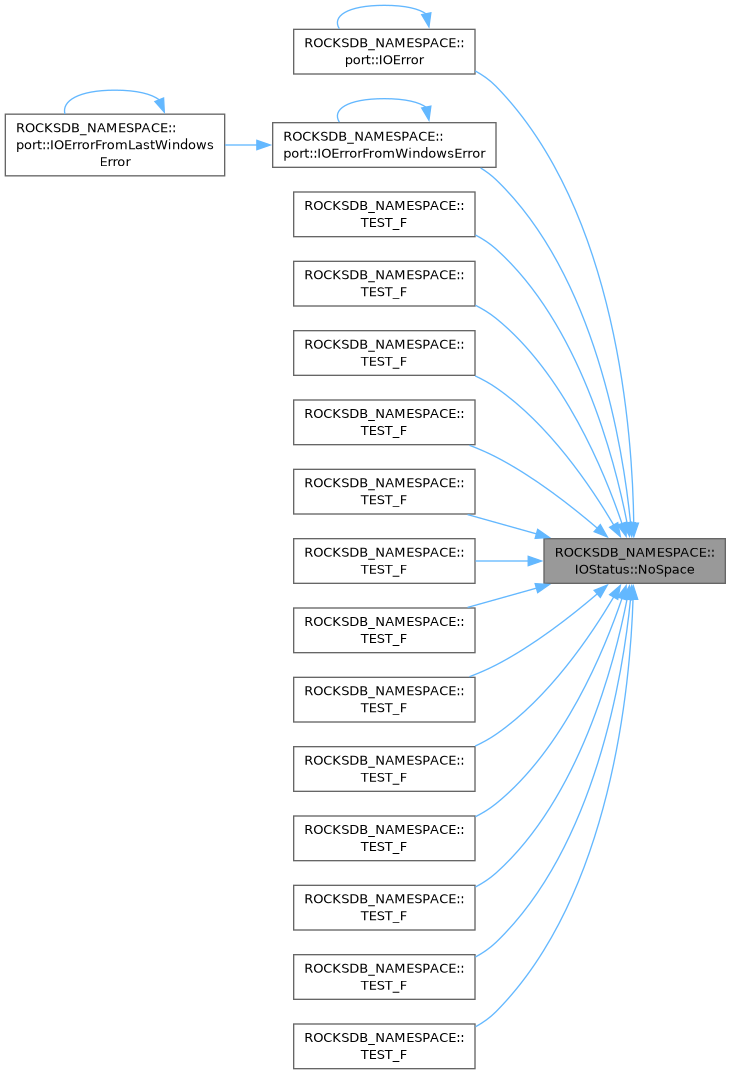 ROCKSDB_NAMESPACE::
port::IOError
ROCKSDB_NAMESPACE::
port::IOErrorFromLastWindows
Error
ROCKSDB_NAMESPACE::
port::IOErrorFromWindowsError
ROCKSDB_NAMESPACE::
TEST_F
ROCKSDB_NAMESPACE::
TEST_F
ROCKSDB_NAMESPACE::
TEST_F
ROCKSDB_NAMESPACE::
TEST_F
ROCKSDB_NAMESPACE::
TEST_F
ROCKSDB_NAMESPACE::
TEST_F
ROCKSDB_NAMESPACE::
IOStatus::NoSpace
ROCKSDB_NAMESPACE::
TEST_F
ROCKSDB_NAMESPACE::
TEST_F
ROCKSDB_NAMESPACE::
TEST_F
ROCKSDB_NAMESPACE::
TEST_F
ROCKSDB_NAMESPACE::
TEST_F
ROCKSDB_NAMESPACE::
TEST_F
ROCKSDB_NAMESPACE::
TEST_F